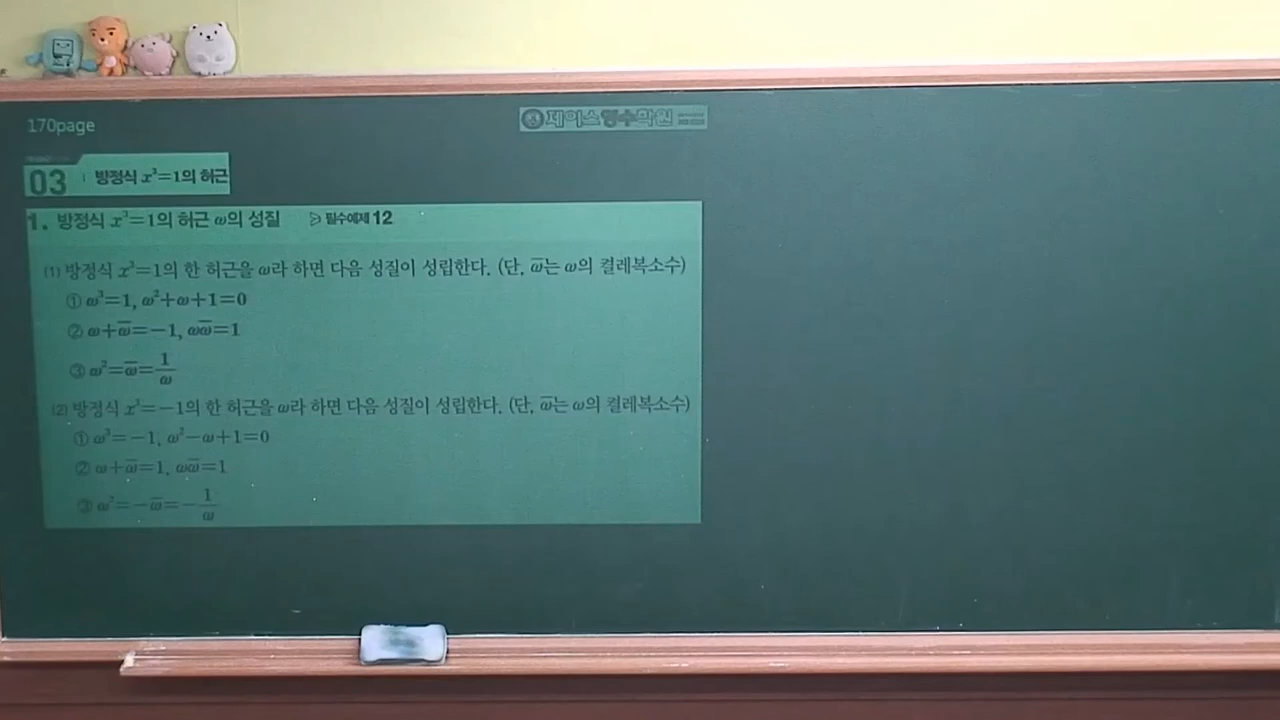 170page
제이스영수학원
03 방정식 x³=1의 허근
1. 방정식 x³=1의 허근 ω의 성질 필수예제 12
(1) 방정식 x³=1의 한 허근을 ω라 하면 다음 성질이 성립한다. (단, ω̅는 ω의 켤레복소수)
① ω³=1, ω²+ω+1=0
② ω+ω̅=-1, ωω̅=1
③ ω²=ω̅=1/ω
(2) 방정식 x³=-1의 한 허근을 ω라 하면 다음 성질이 성립한다. (단, ω̅는 ω의 켤레복소수)
① ω³=-1, ω²-ω+1=0
② ω+ω̅=1, ωω̅=1
③ ω²=-ω̅=-1/ω